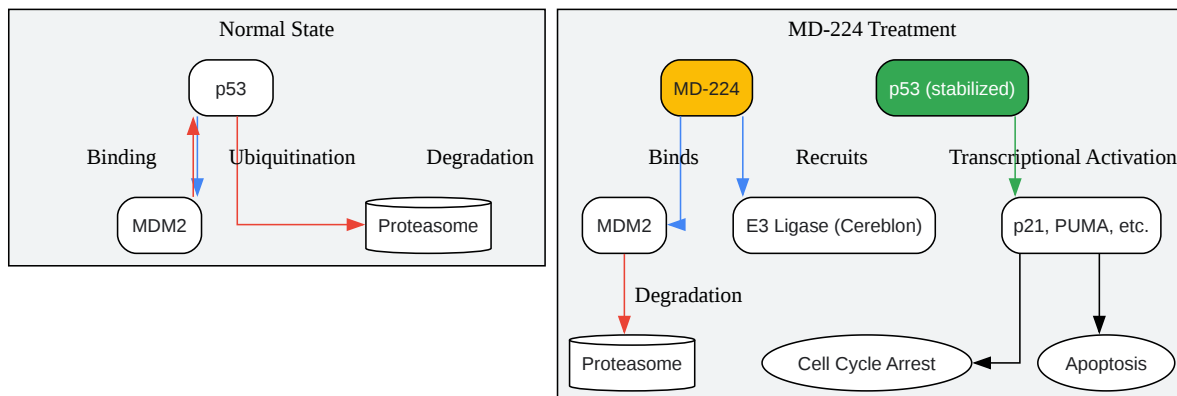 Normal State
p53
Binding
Ubiquitination
Degradation
MDM2
Proteasome
MD-224 Treatment
MD-224
p53 (stabilized)
Binds
Recruits
Transcriptional Activation
MDM2
E3 Ligase (Cereblon)
p21, PUMA, etc.
Degradation
Proteasome
Cell Cycle Arrest
Apoptosis